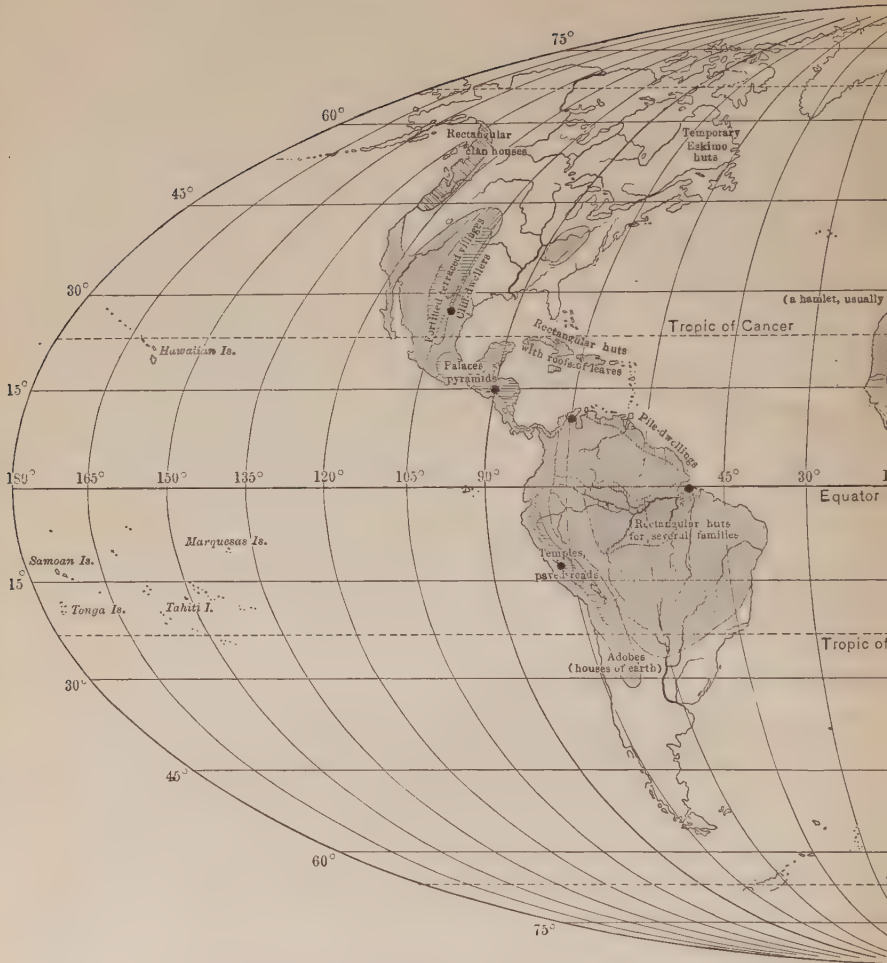 75°
60°
Rectangular
clan houses
Temporary
Eskimo
huts
45°
Fortified terraced villages
Cliff-dwellers
30°
(a hamlet, usually
Tropic of Cancer
Huwaiian Is.
Rectangular huts
with roofs of leaves
Palaces
pyramids
15°
Pile-dwellings
180°
165°
150°
135°
120°
105°
90°
45°
30°
Equator
Rectangular huts
for several families
Marquesas Is.
Samoan Is.
Temples,
paved roads
15°
Tonga Is.
Tahiti I.
Tropic of
Adobes
(houses of earth)
30°
45°
60°
75°